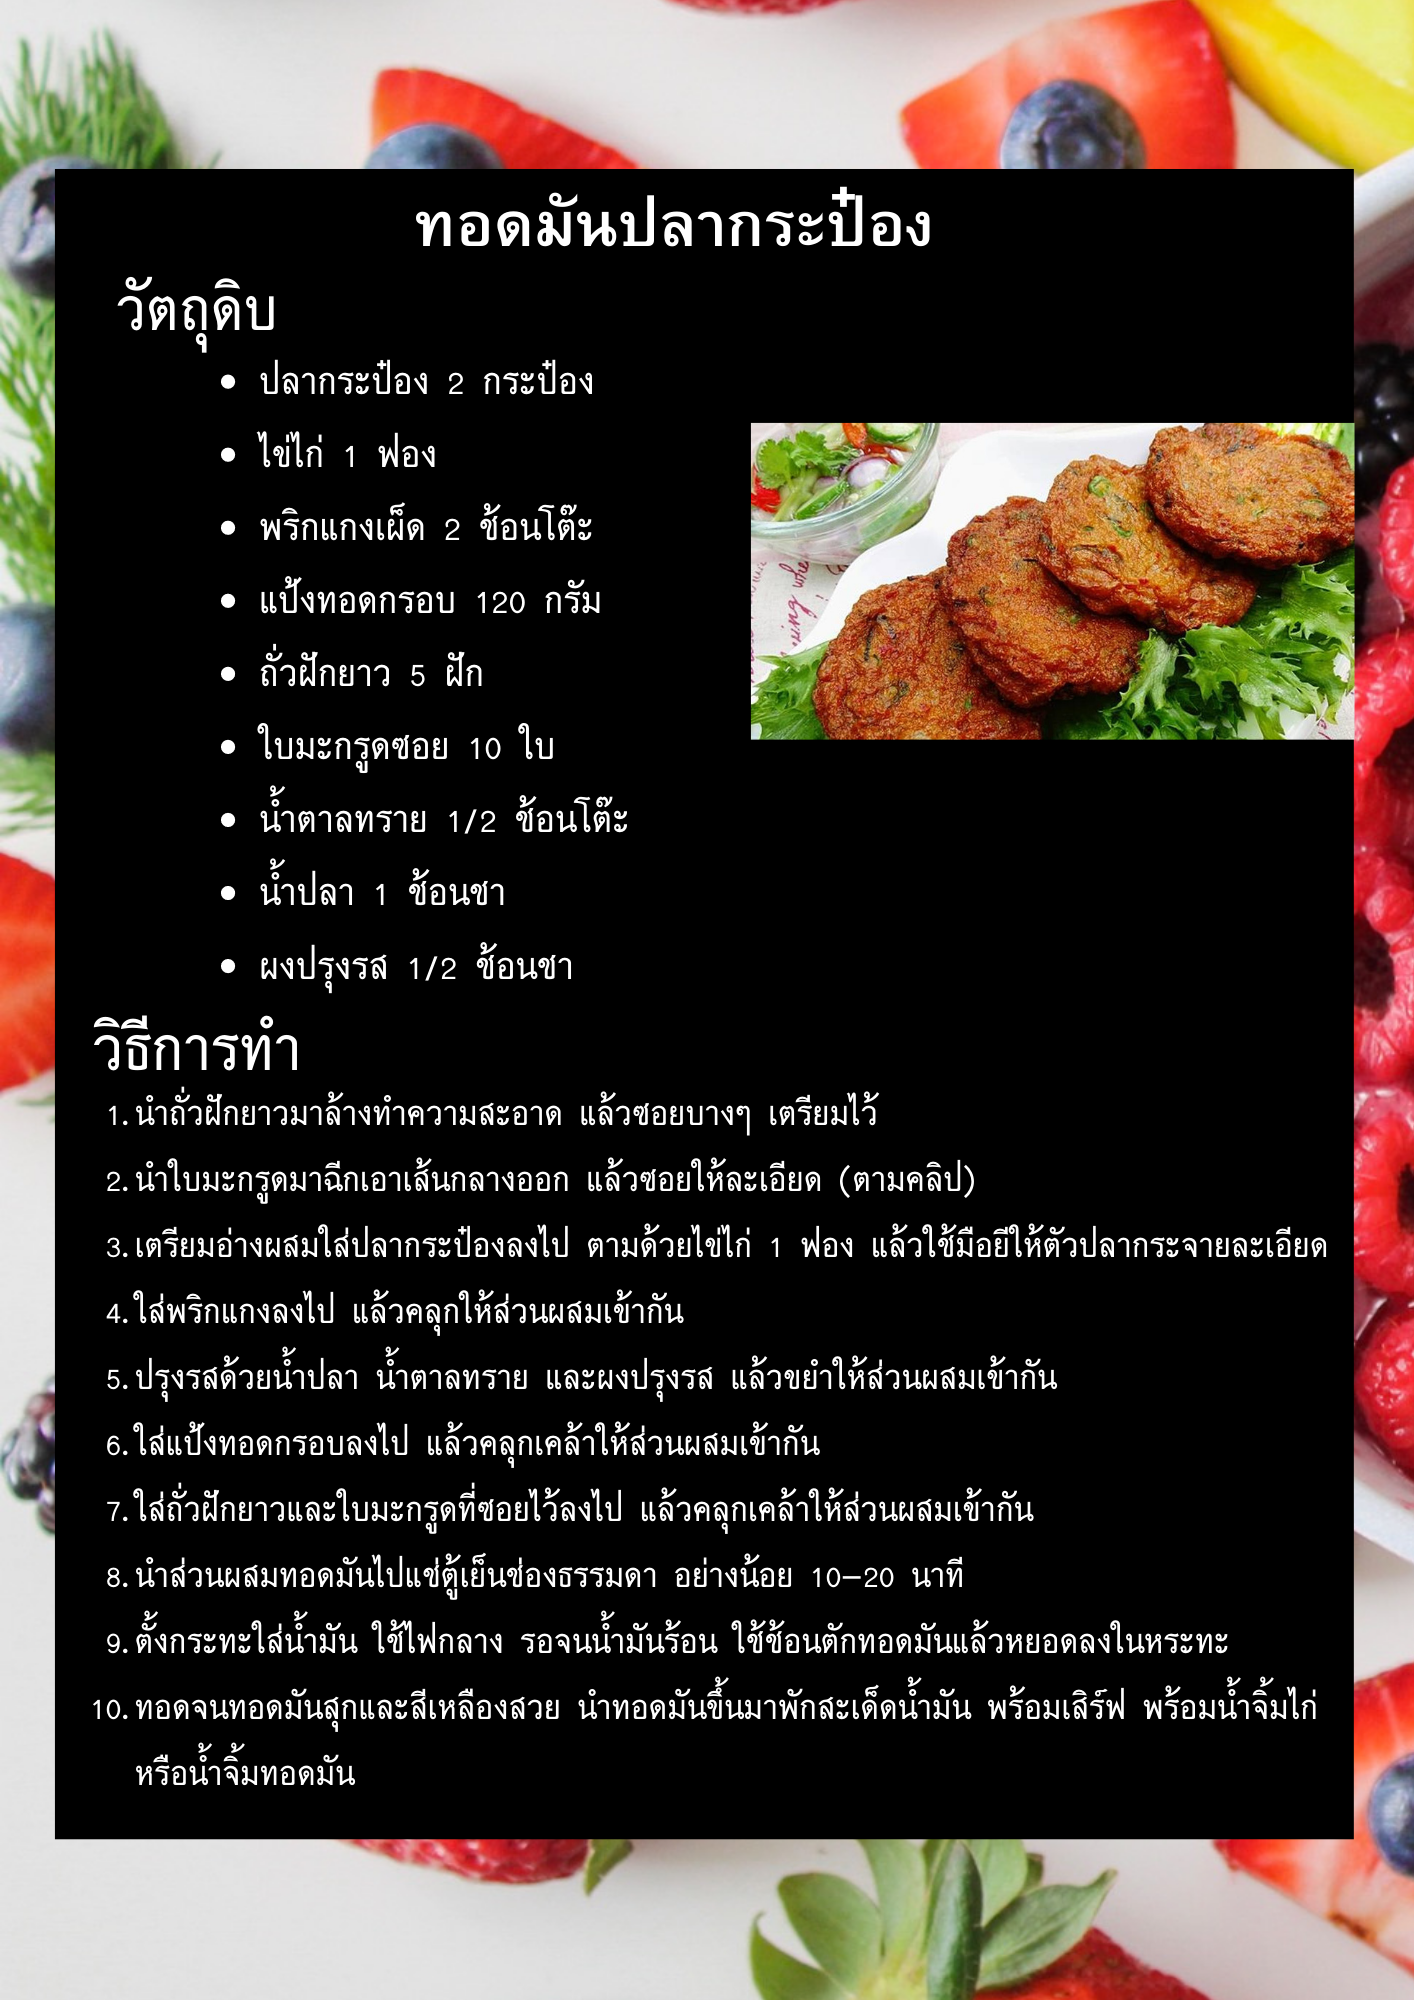 ทอดมันปลากระป๋อง
วัตถุดิบ
• ปลากระป๋อง 2 กระป๋อง
• ไข่ไก่ 1 ฟอง
• พริกแกงเผ็ด 2 ช้อนโต๊ะ
• แป้งทอดกรอบ 120 กรัม
• ถั่วฝักยาว 5 ฝัก
• ใบมะกรูดซอย 10 ใบ
• น้ำตาลทราย 1/2 ช้อนโต๊ะ
• น้ำปลา 1 ช้อนชา
• ผงปรุงรส 1/2 ช้อนชา
วิธีการทำ
1. นำถั่วฝักยาวมาล้างทำความสะอาด แล้วซอยบางๆ เตรียมไว้
2. นำใบมะกรูดมาฉีกเอาเส้นกลางออก แล้วซอยให้ละเอียด (ตามคลิป)
3. เตรียมอ่างผสมใส่ปลากระป๋องลงไป ตามด้วยไข่ไก่ 1 ฟอง แล้วใช้มือยีให้ตัวปลากระจายละเอียด
4. ใส่พริกแกงลงไป แล้วคลุกให้ส่วนผสมเข้ากัน
5. ปรุงรสด้วยน้ำปลา น้ำตาลทราย และผงปรุงรส แล้วขยำให้ส่วนผสมเข้ากัน
6. ใส่แป้งทอดกรอบลงไป แล้วคลุกเคล้าให้ส่วนผสมเข้ากัน
7. ใส่ถั่วฝักยาวและใบมะกรูดที่ซอยไว้ลงไป แล้วคลุกเคล้าให้ส่วนผสมเข้ากัน
8. นำส่วนผสมทอดมันไปแช่ตู้เย็นช่องธรรมดา อย่างน้อย 10–20 นาที
9. ตั้งกระทะใส่น้ำมัน ใช้ไฟกลาง รอจนน้ำมันร้อน ใช้ช้อนตักทอดมันแล้วหยอดลงในหระทะ
10. ทอดจนทอดมันสุกและสีเหลืองสวย นำทอดมันขึ้นมาพักสะเด็ดน้ำมัน พร้อมเสิร์ฟ พร้อมน้ำจิ้มไก่
หรือน้ำจิ้มทอดมัน